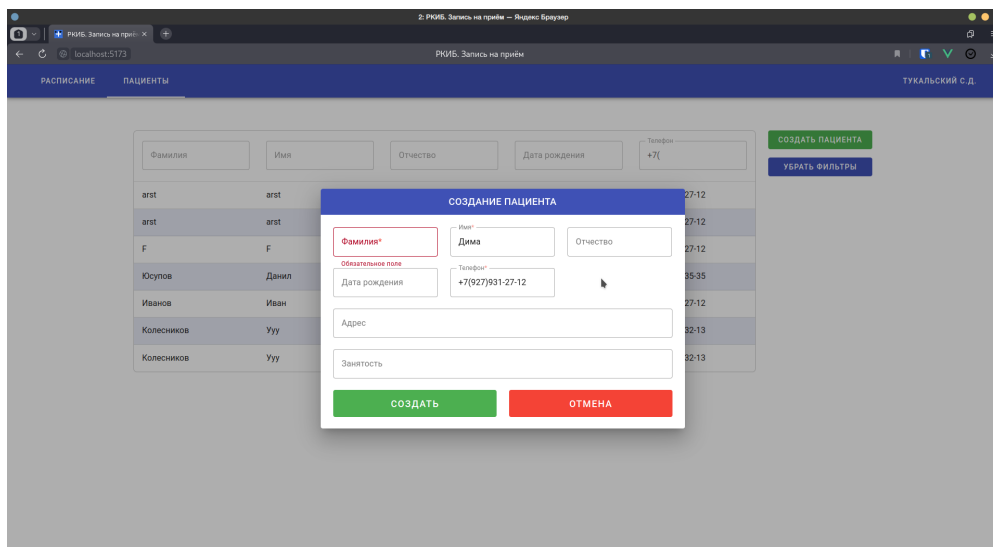 2: РКИБ. Запись на приём — Яндекс Браузер
1 РКИБ. Запись на приё
localhost:5173 РКИБ. Запись на приём
РАСПИСАНИЕ ПАЦИЕНТЫ ТУКАЛЬСКИЙ С.Д.
Фамилия Имя Отчество Дата рождения Телефон
+7(
СОЗДАТЬ ПАЦИЕНТА
УБРАТЬ ФИЛЬТРЫ
arst arst 27-12
arst arst 27-12
F F 27-12
Юсупов Данил 35-35
Иванов Иван 27-12
Колесников Ууу 32-13
Колесников Ууу 32-13
СОЗДАНИЕ ПАЦИЕНТА
Фамилия* Имя* Отчество
Дима
Обязательное поле
Дата рождения Телефон*
+7(927)931-27-12
Адрес
Занятость
СОЗДАТЬ ОТМЕНА